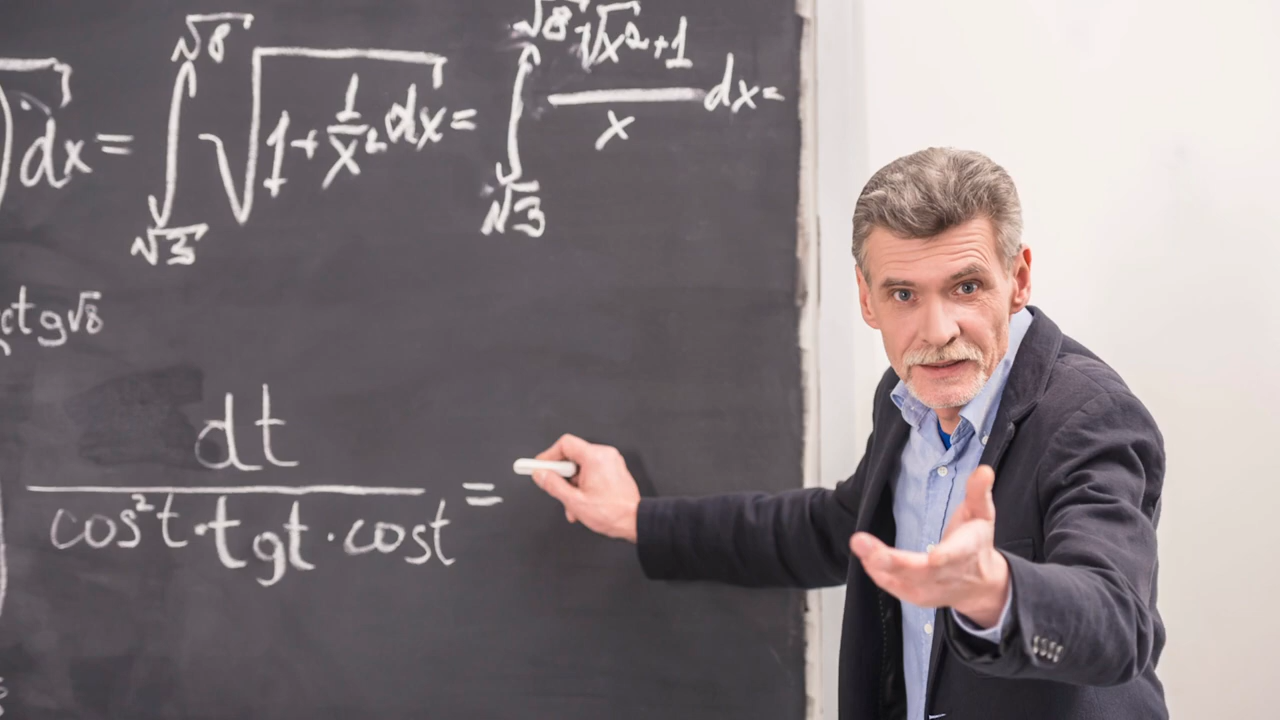 dx = ∫_{√3}^{√8} √(1 + 1/x²) dx = ∫_{√3}^{√8} √(x²+1)/x dx =
ctg√8
dt
cos²t · tgt · cost =